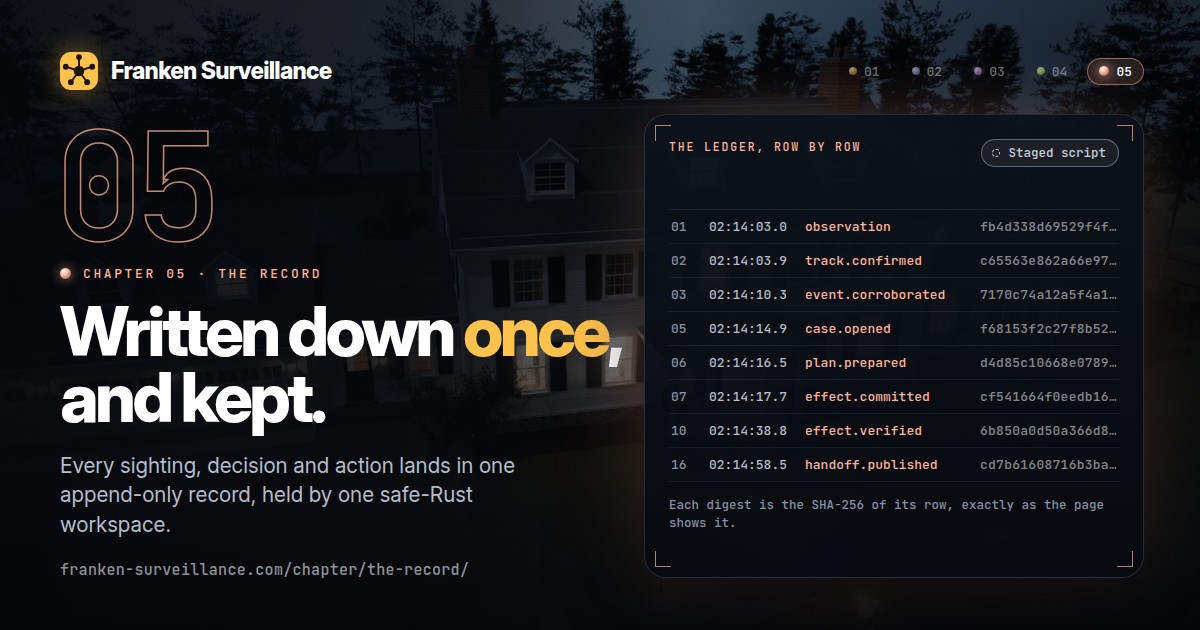 Franken Surveillance
01 02 03 04 05
05
CHAPTER 05 · THE RECORD
Written down once,
and kept.
Every sighting, decision and action lands in one
append-only record, held by one safe-Rust
workspace.
franken-surveillance.com/chapter/the-record/
THE LEDGER, ROW BY ROW
Staged script
01 02:14:03.0 observation fb4d338d69529f4f…
02 02:14:03.9 track.confirmed c65563e862a66e97…
03 02:14:10.3 event.corroborated 7170c74a12a5f4a1…
05 02:14:14.9 case.opened f68153f2c27f8b52…
06 02:14:16.5 plan.prepared d4d85c10668e0789…
07 02:14:17.7 effect.committed cf541664f0eedb16…
10 02:14:38.8 effect.verified 6b850a0d50a366d8…
16 02:14:58.5 handoff.published cd7b61608716b3ba…
Each digest is the SHA-256 of its row, exactly as the page
shows it.